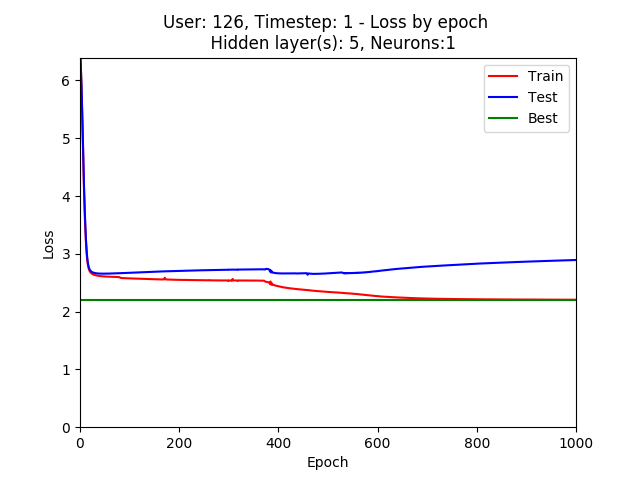 User: 126, Timestep: 1 - Loss by epoch
Hidden layer(s): 5, Neurons:1
Train
Test
Best
Loss
6
5
4
3
2
1
0
0 200 400 600 800 1000
Epoch